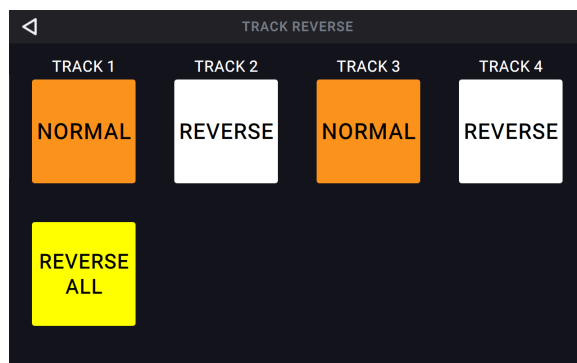 TRACK REVERSE
TRACK 1 TRACK 2 TRACK 3 TRACK 4
NORMAL REVERSE NORMAL REVERSE
REVERSE
ALL